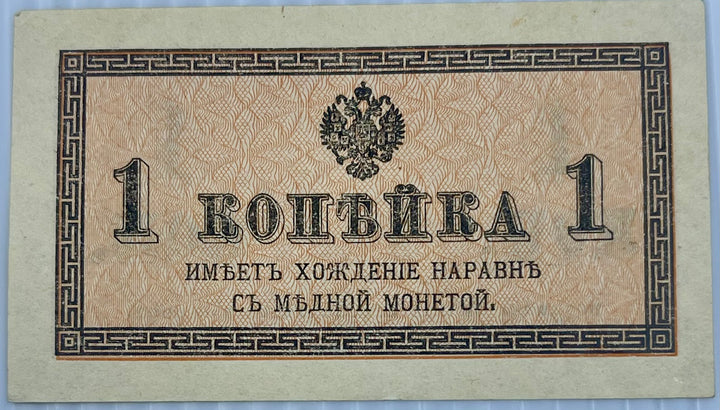 1 КОПѢЙКА 1
ИМѢЕТЪ ХОЖДЕНІЕ НАРАВНѢ
СЪ МѢДНОЙ МОНЕТОЙ.